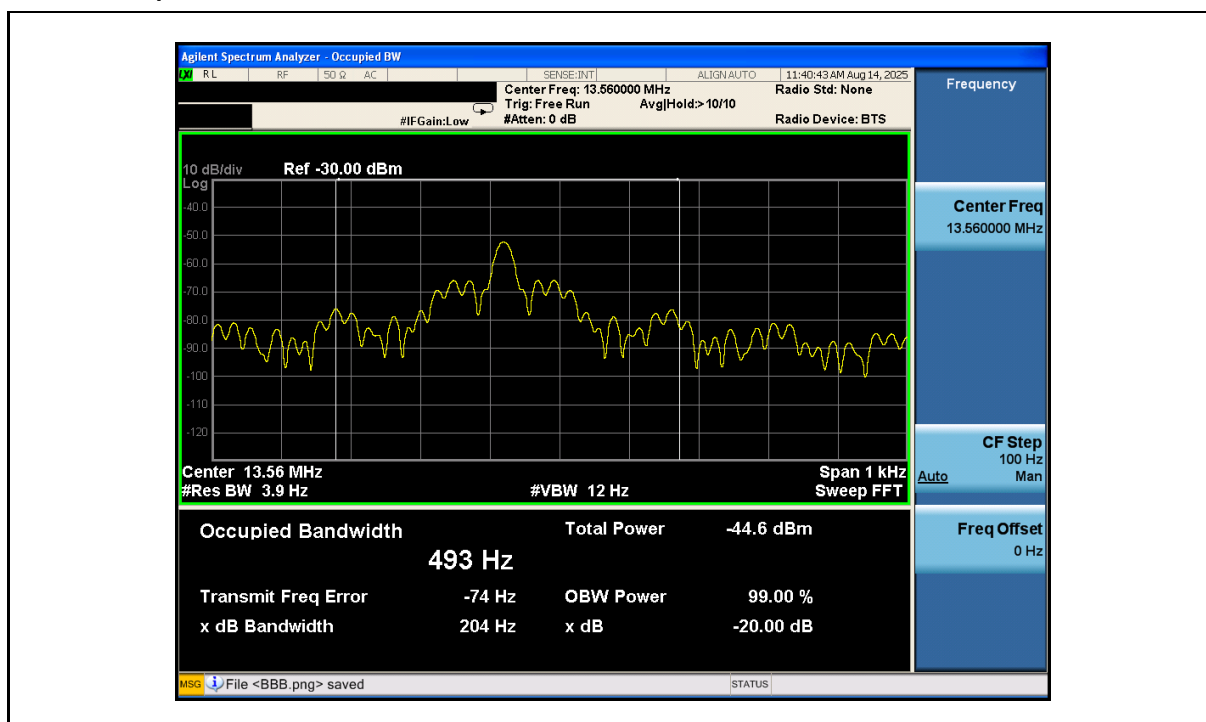 Agilent Spectrum Analyzer - Occupied BW
LXI RL RF 50 Ω AC SENSE:INT ALIGN AUTO 11:40:43 AM Aug 14, 2025
Center Freq: 13.560000 MHz Radio Std: None
Trig: Free Run Avg|Hold:> 10/10
#IFGain:Low #Atten: 0 dB Radio Device: BTS
10 dB/div Ref -30.00 dBm
Log
-40.0
-50.0
-60.0
-70.0
-80.0
-90.0
-100
-110
-120
Center 13.56 MHz Span 1 kHz
#Res BW 3.9 Hz #VBW 12 Hz Sweep FFT
Occupied Bandwidth Total Power -44.6 dBm
493 Hz
Transmit Freq Error -74 Hz OBW Power 99.00 %
x dB Bandwidth 204 Hz x dB -20.00 dB
Frequency
Center Freq
13.560000 MHz
CF Step
100 Hz
Auto Man
Freq Offset
0 Hz
MSG File <BBB.png> saved STATUS